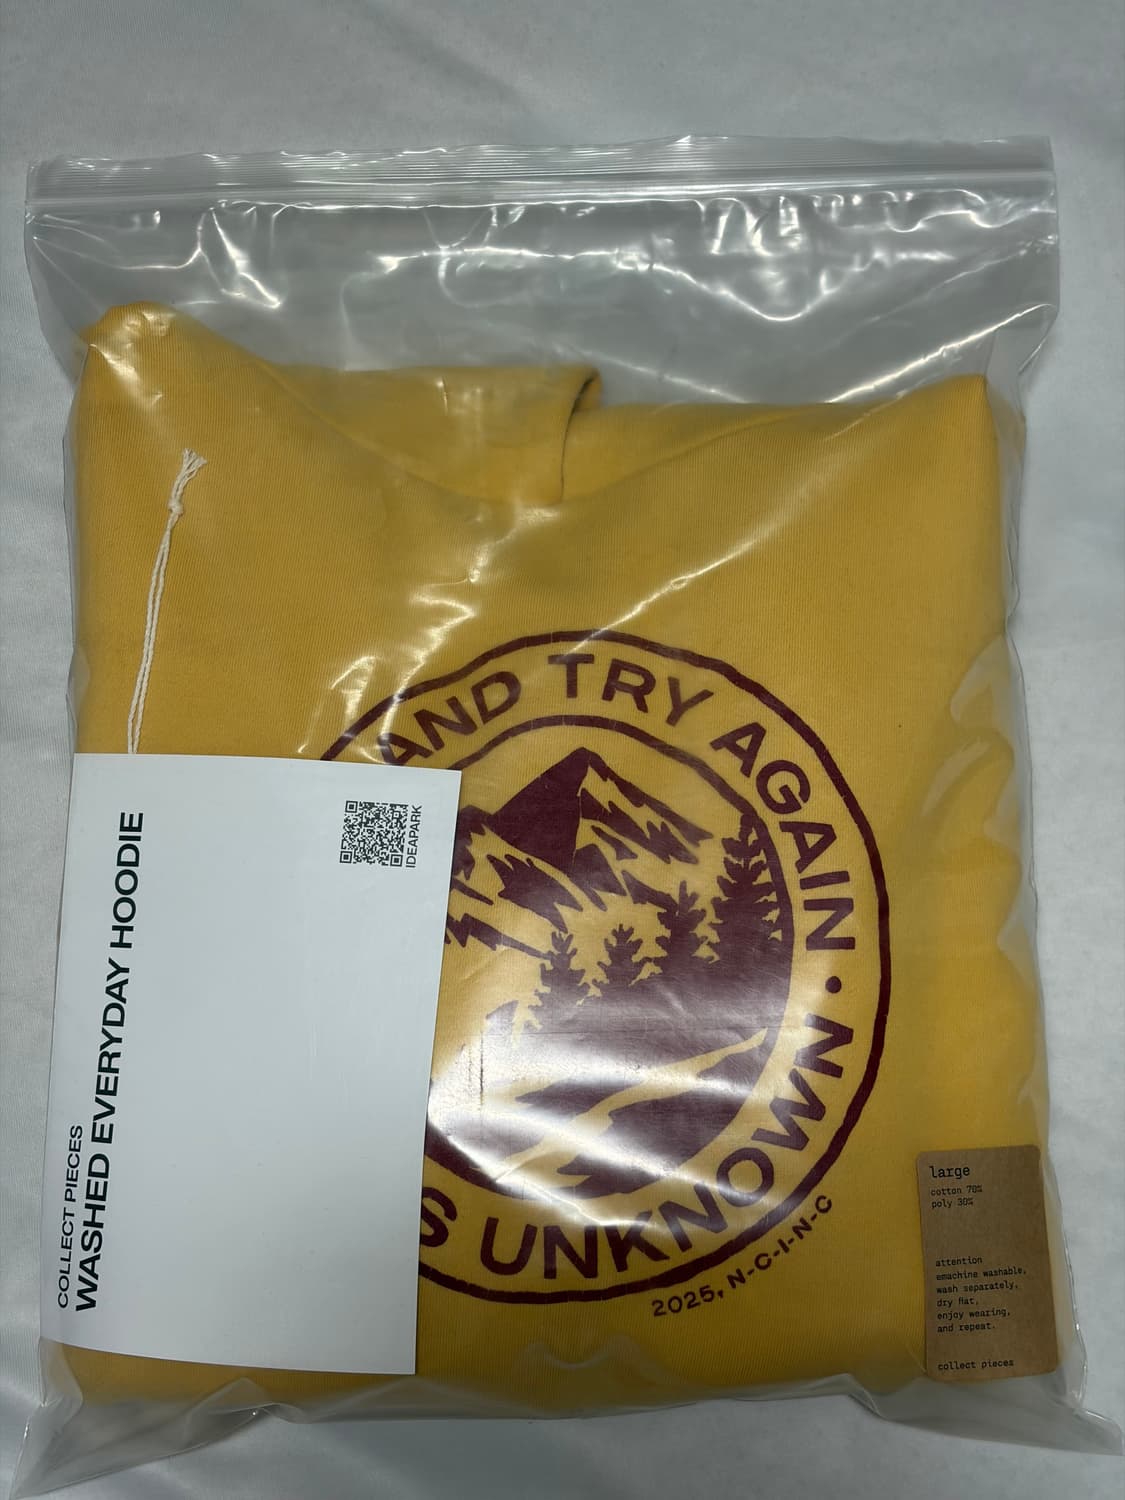 AND TRY AGAIN •
S UNKNOWN
2025, N-C-I-N-C
COLLECT PIECES
WASHED EVERYDAY HOODIE
IDEAPARK
large
cotton 70%
poly 30%
attention
emachine washable,
wash separately,
dry flat,
enjoy wearing,
and repeat.
collect pieces